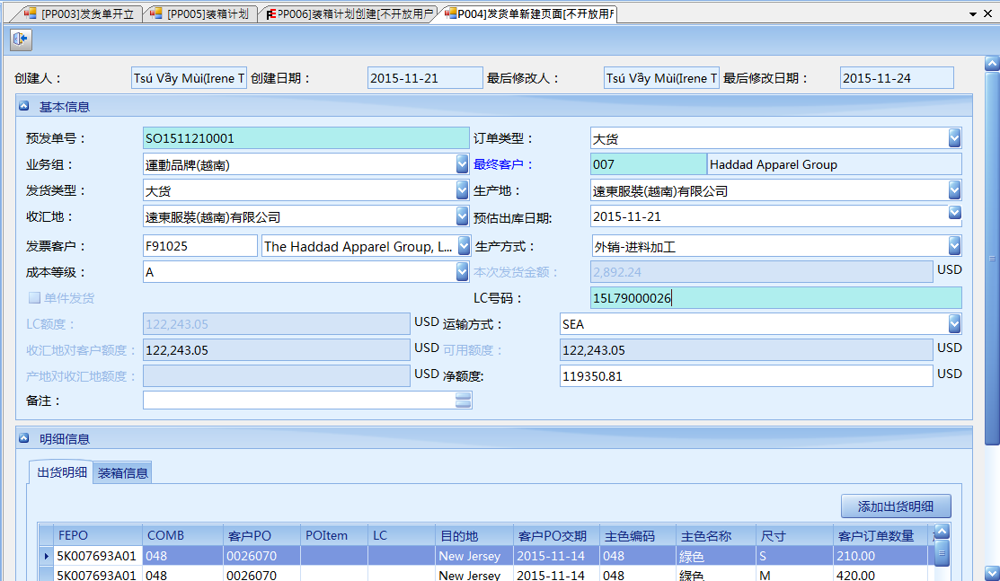 [PP003]发货单开立 [PP005]装箱计划 PP006]装箱计划创建[不开放用户 P004]发货单新建页面[不开放用户
创建人： Tsú Vầy Mùi(Irene T 创建日期： 2015-11-21 最后修改人： Tsú Vầy Mùi(Irene T 最后修改日期： 2015-11-24
基本信息
预发单号： SO1511210001 订单类型： 大货
业务组： 運動品牌(越南) 最终客户： 007 Haddad Apparel Group
发货类型： 大货 生产地： 遠東服裝(越南)有限公司
收汇地： 遠東服裝(越南)有限公司 预估出库日期: 2015-11-21
发票客户： F91025 The Haddad Apparel Group, L... 生产方式： 外销-进料加工
成本等级： A 本次发货金额： 2,892.24 USD
单件发货 LC号码： 15L79000026
LC额度： 122,243.05 USD 运输方式： SEA
收汇地对客户额度： 122,243.05 USD 可用额度： 122,243.05 USD
产地对收汇地额度： USD 净额度: 119350.81 USD
备注：
明细信息
出货明细 装箱信息
添加出货明细
FEPO COMB 客户PO POItem LC 目的地 客户PO交期 主色编码 主色名称 尺寸 客户订单数量
5K007693A01 048 0026070 New Jersey 2015-11-14 048 綠色 S 210.00
5K007693A01 048 0026070 New Jersey 2015-11-14 048 綠色 M 420.00